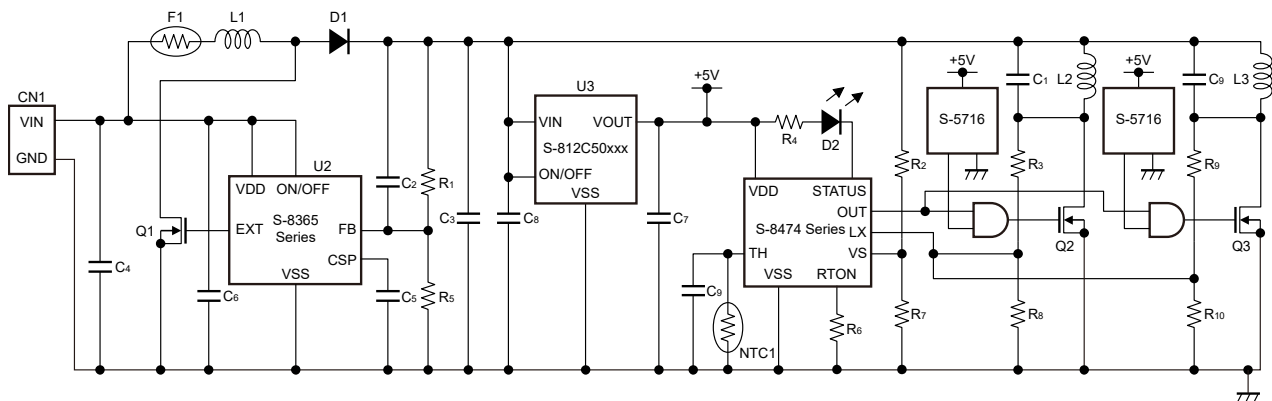 F1
L1
D1
CN1
VIN
GND
C4
Q1
C6
U2
VDD ON/OFF
S-8365
Series
EXT FB
CSP
VSS
C2
R1
C5
R5
C3
C8
U3
VIN VOUT
S-812C50xxx
ON/OFF
VSS
C7
+5V
R4
D2
VDD STATUS
OUT
S-8474 Series
LX
TH VS
VSS RTON
C9
NTC1
R6
R2
R7
+5V
S-5716
C1
L2
R3
Q2
R8
+5V
S-5716
C9
L3
R9
Q3
R10